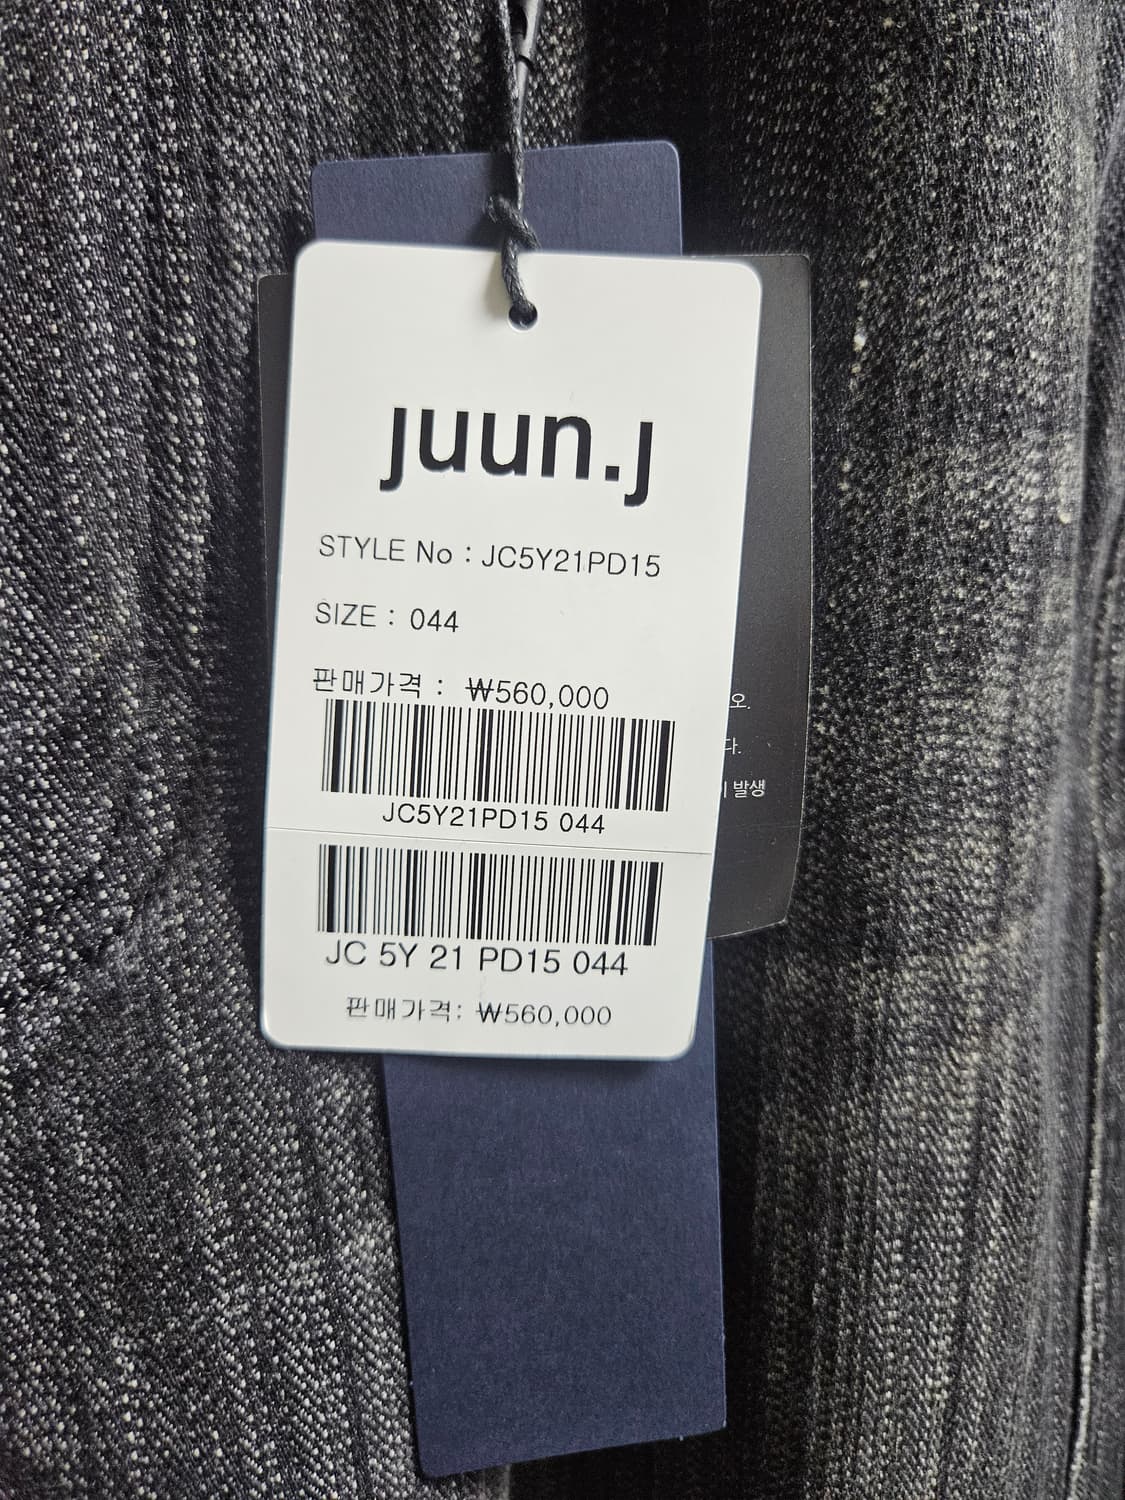 juun.j
STYLE No : JC5Y21PD15
SIZE : 044
판매가격 : ₩560,000
JC5Y21PD15 044
JC 5Y 21 PD15 044
판매가격: ₩560,000
오.
다.
발생